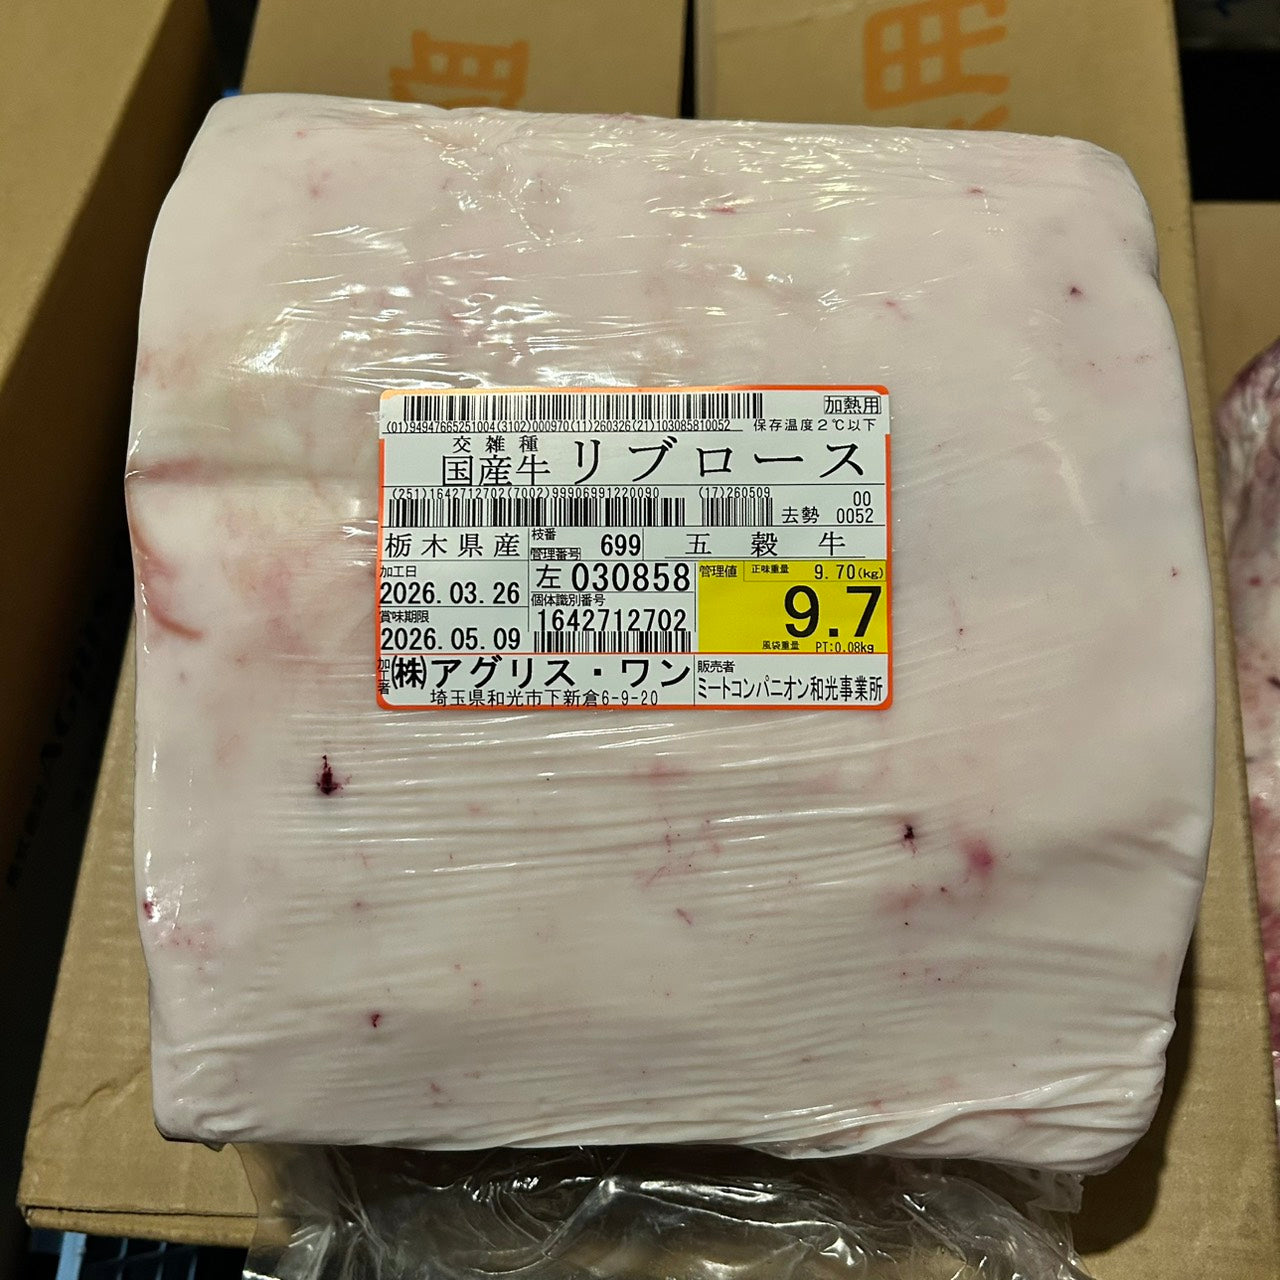 用
加熱用
(01)94947665251004(3102)000970(11)260326(21)103085810052 保存温度2℃以下
交雑種
国産牛 リブロース
(251)1642712702(7002)99906991220090 (17)260509
去勢 00
0052
栃木県産 枝番
管理番号 699 五穀牛
加工日
2026.03.26
左 030858
管理値 正味重量 9.70(kg)
9.7
風袋重量 PT:0.08kg
賞味期限
2026.05.09
個体識別番号
1642712702
加工者 (株)アグリス・ワン
埼玉県和光市下新倉6-9-20
販売者
ミートコンパニオン和光事業所